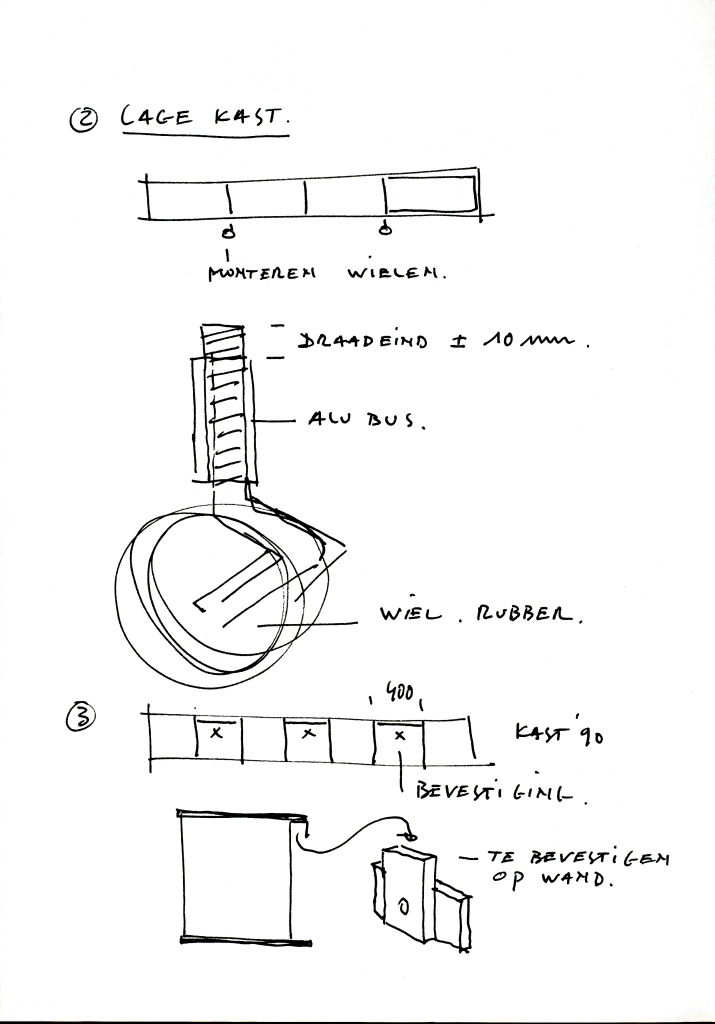 ② LAGE KAST.
MONTEREN WIELEN.
DRAADEIND ± 10 mm.
ALU BUS.
WIEL. RUBBER.
③
400
x x x
KAST '90
BEVESTIGING.
TE BEVESTIGEN
OP WAND.